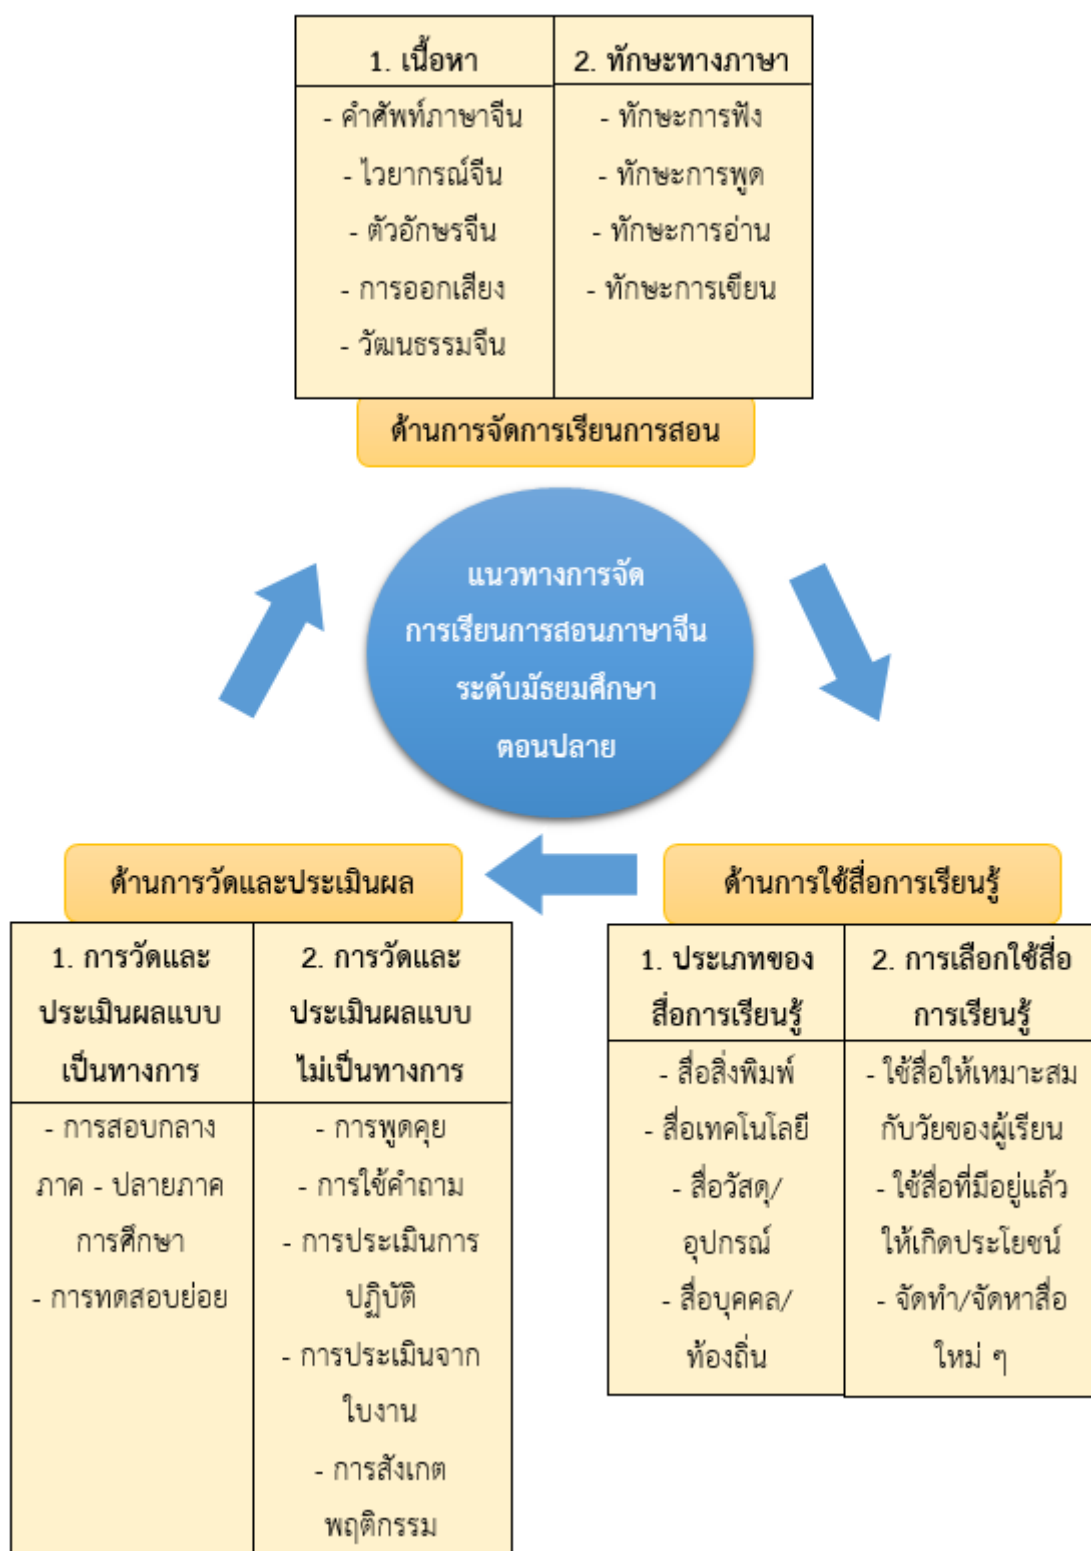 1. เนื้อหา
- คำศัพท์ภาษาจีน
- ไวยากรณ์จีน
- ตัวอักษรจีน
- การออกเสียง
- วัฒนธรรมจีน
2. ทักษะทางภาษา
- ทักษะการฟัง
- ทักษะการพูด
- ทักษะการอ่าน
- ทักษะการเขียน
ด้านการจัดการเรียนการสอน
แนวทางการจัด
การเรียนการสอนภาษาจีน
ระดับมัธยมศึกษา
ตอนปลาย
ด้านการวัดและประเมินผล
1. การวัดและ
ประเมินผลแบบ
เป็นทางการ
- การสอบกลาง
ภาค - ปลายภาค
การศึกษา
- การทดสอบย่อย
2. การวัดและ
ประเมินผลแบบ
ไม่เป็นทางการ
- การพูดคุย
- การใช้คำถาม
- การประเมินการ
ปฏิบัติ
- การประเมินจาก
ใบงาน
- การสังเกต
พฤติกรรม
ด้านการใช้สื่อการเรียนรู้
1. ประเภทของ
สื่อการเรียนรู้
- สื่อสิ่งพิมพ์
- สื่อเทคโนโลยี
- สื่อวัสดุ/
อุปกรณ์
- สื่อบุคคล/
ท้องถิ่น
2. การเลือกใช้สื่อ
การเรียนรู้
- ใช้สื่อให้เหมาะสม
กับวัยของผู้เรียน
- ใช้สื่อที่มีอยู่แล้ว
ให้เกิดประโยชน์
- จัดทำ/จัดหาสื่อ
ใหม่ ๆ